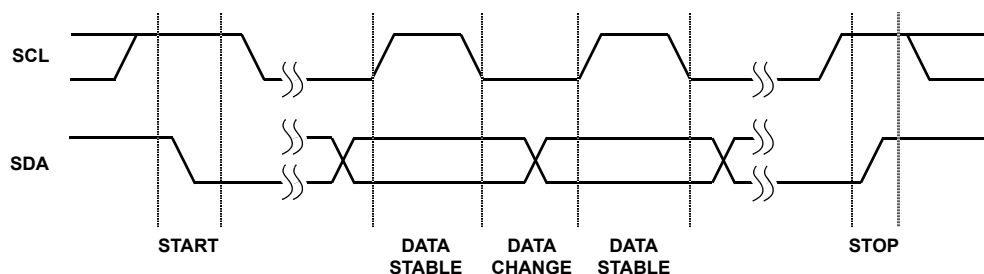 SCL
SDA
START
DATA
STABLE
DATA
CHANGE
DATA
STABLE
STOP